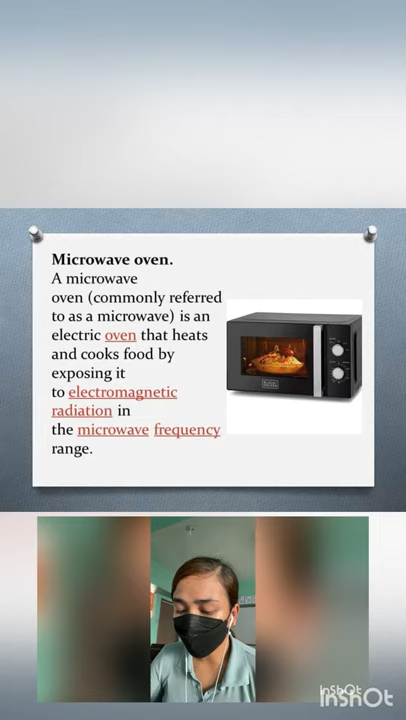 Microwave oven.
A microwave
oven (commonly referred
to as a microwave) is an
electric oven that heats
and cooks food by
exposing it
to electromagnetic
radiation in
the microwave frequency
range.
InShOt
InShOt